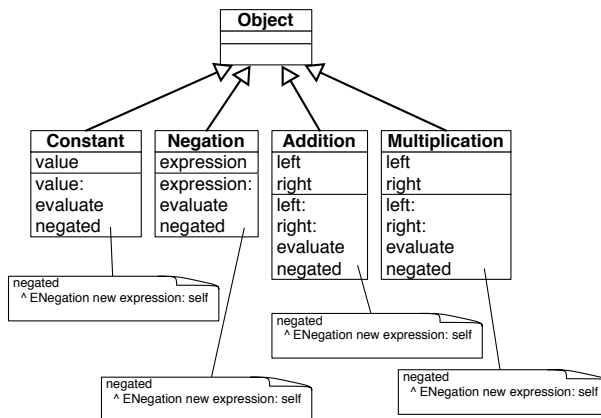 Object
Constant
value
value:
evaluate
negated
Negation
expression
expression:
evaluate
negated
Addition
left
right
left:
right:
evaluate
negated
Multiplication
left
right
left:
right:
evaluate
negated
negated
^ ENegation new expression: self
negated
^ ENegation new expression: self
negated
^ ENegation new expression: self
negated
^ ENegation new expression: self